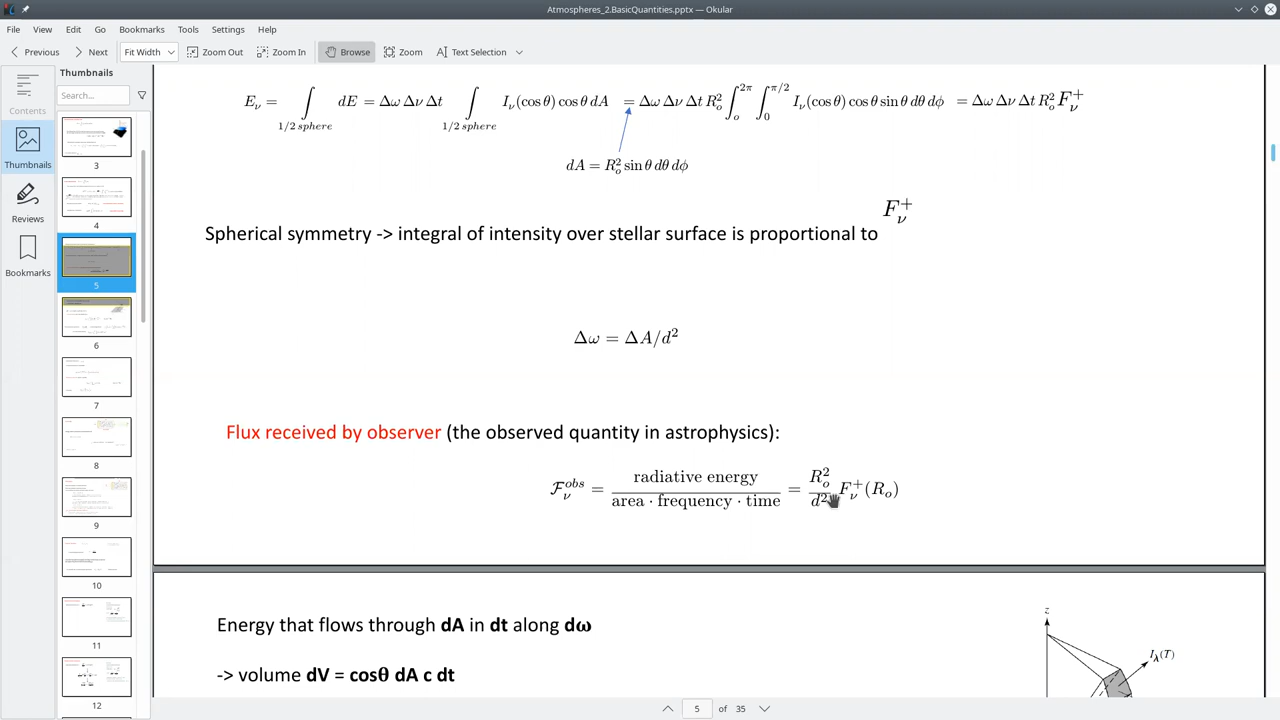 Atmospheres_2.BasicQuantities.pptx — Okular
File View Edit Go Bookmarks Tools Settings Help
Previous Next Fit Width Zoom Out Zoom In Browse Zoom Text Selection
Contents
Thumbnails
Reviews
Bookmarks
Thumbnails
Search...
3
4
5
6
7
8
9
10
11
12
E_ν = ∫_{1/2 sphere} dE = Δω Δν Δt ∫_{1/2 sphere} I_ν(cos θ) cos θ dA = Δω Δν Δt R_o^2 ∫_o^{2π} ∫_0^{π/2} I_ν(cos θ) cos θ sin θ dθ dϕ = Δω Δν Δt R_o^2 F_ν^+
dA = R_o^2 sin θ dθ dϕ
Spherical symmetry -> integral of intensity over stellar surface is proportional to F_ν^+
Δω = ΔA/d^2
Flux received by observer (the observed quantity in astrophysics):
ℱ_ν^{obs} = radiative energy / area · frequency · time = R_o^2 / d^2 F_ν^+(R_o)
Energy that flows through dA in dt along dω
-> volume dV = cosθ dA c dt
z
I_λ(T)
5 of 35